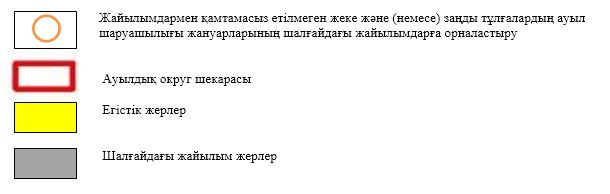 Жайылымдармен қамтамасыз етілмеген жеке және (немесе) заңды тұлғалардың ауыл
шаруашылығы жануарларының шалғайдағы жайылымдарға орналастыру
Ауылдық округ шекарасы
Егістік жерлер
Шалғайдағы жайылым жерлер